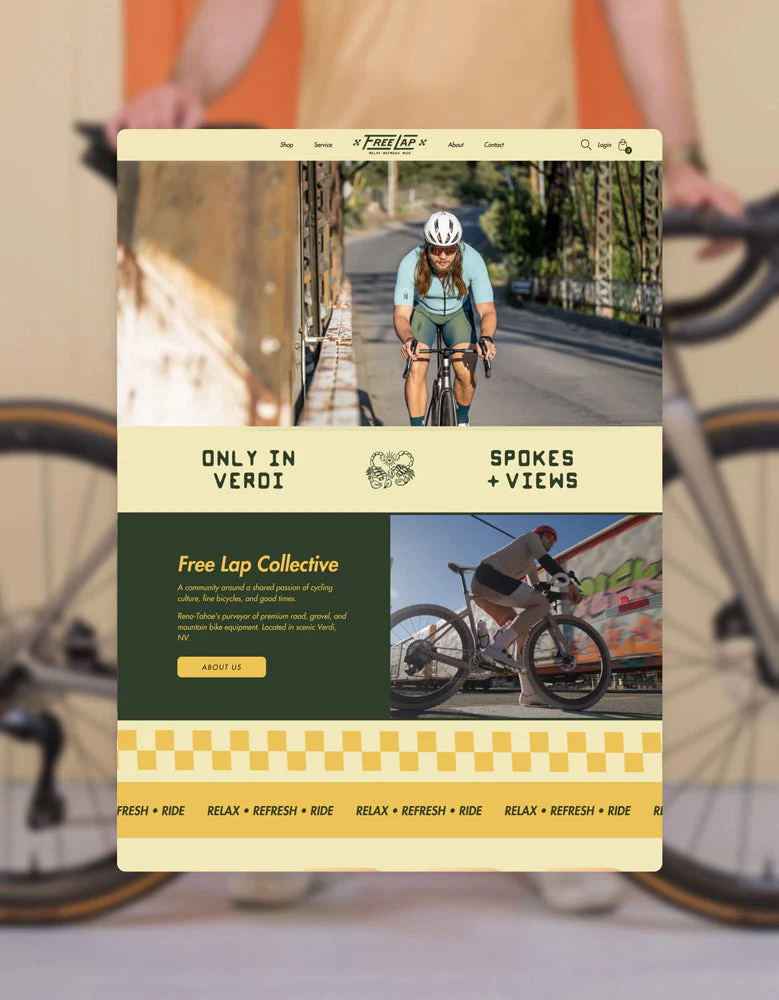 Shop Service FREE LAP About Contact Login
RELAX REFRESH RIDE
0
ONLY IN
VERDI
SPOKES
+ VIEWS
Free Lap Collective
A community around a shared passion of cycling
culture, fine bicycles, and good times.
Reno-Tahoe's purveyor of premium road, gravel, and
mountain bike equipment. Located in scenic Verdi,
NV.
ABOUT US
FRESH • RIDE RELAX • REFRESH • RIDE RELAX • REFRESH • RIDE RELAX • REFRESH • RIDE R